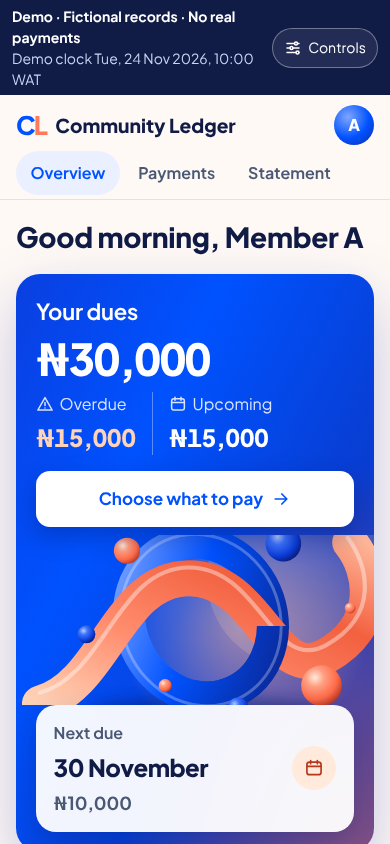 Demo · Fictional records · No real
payments
Demo clock Tue, 24 Nov 2026, 10:00
WAT
Controls
CL Community Ledger
A
Overview Payments Statement
Good morning, Member A
Your dues
₦30,000
Overdue Upcoming
₦15,000 ₦15,000
Choose what to pay →
Next due
30 November
₦10,000